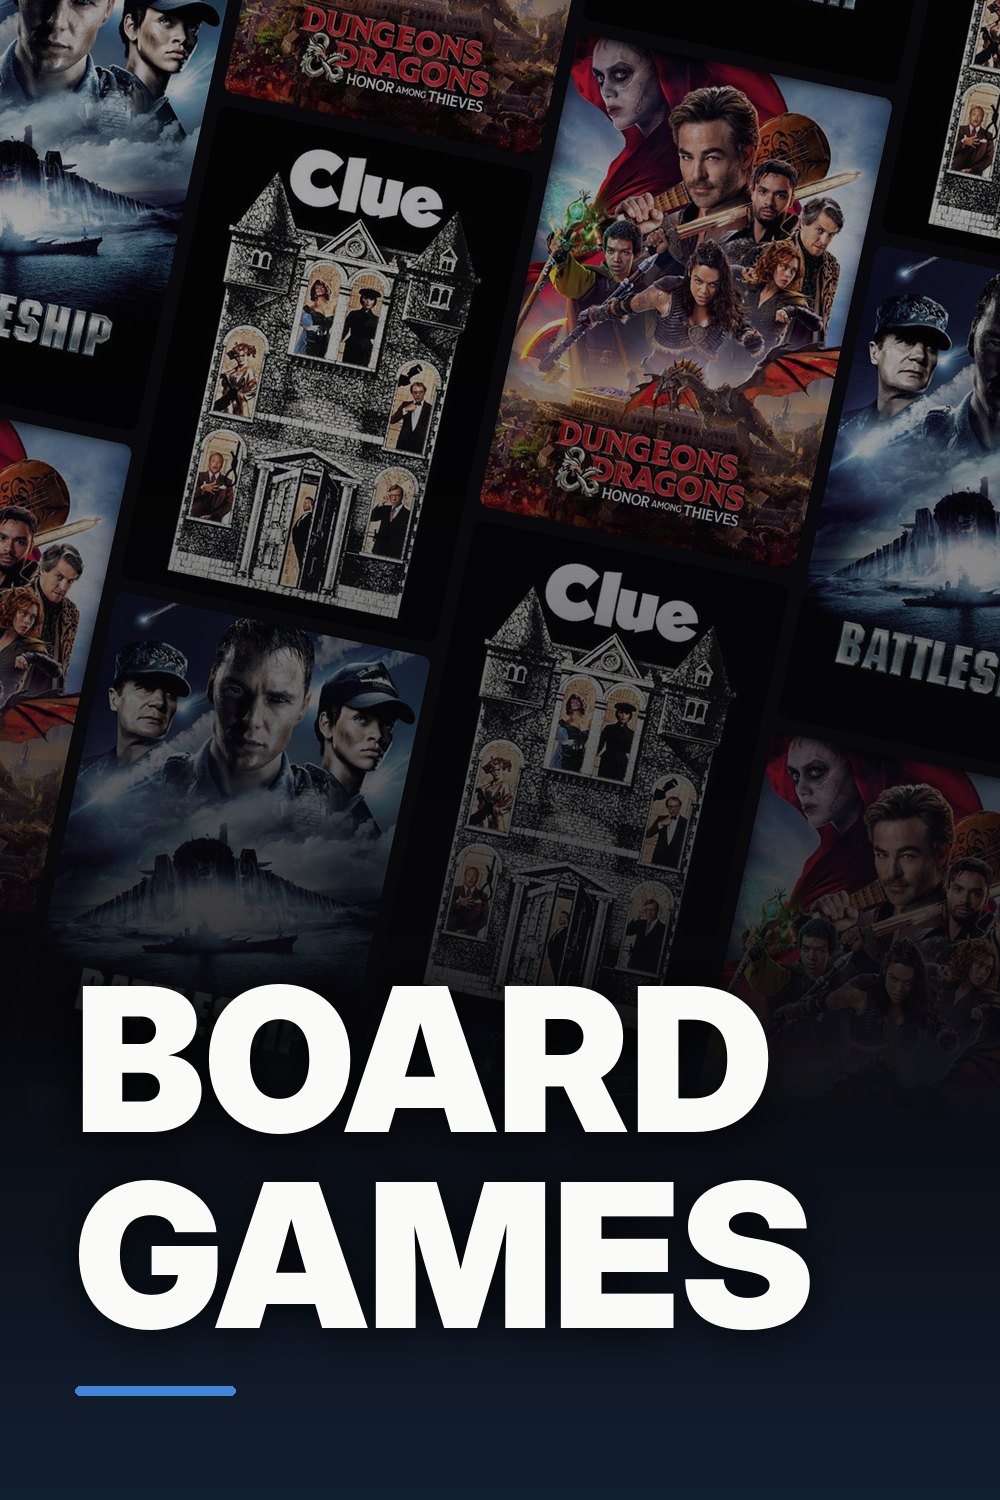 DUNGEONS
& DRAGONS
HONOR AMONG THIEVES
Clue
ESHIP
DUNGEONS
& DRAGONS
HONOR AMONG THIEVES
Clue
BATTLES
BOARD
GAMES